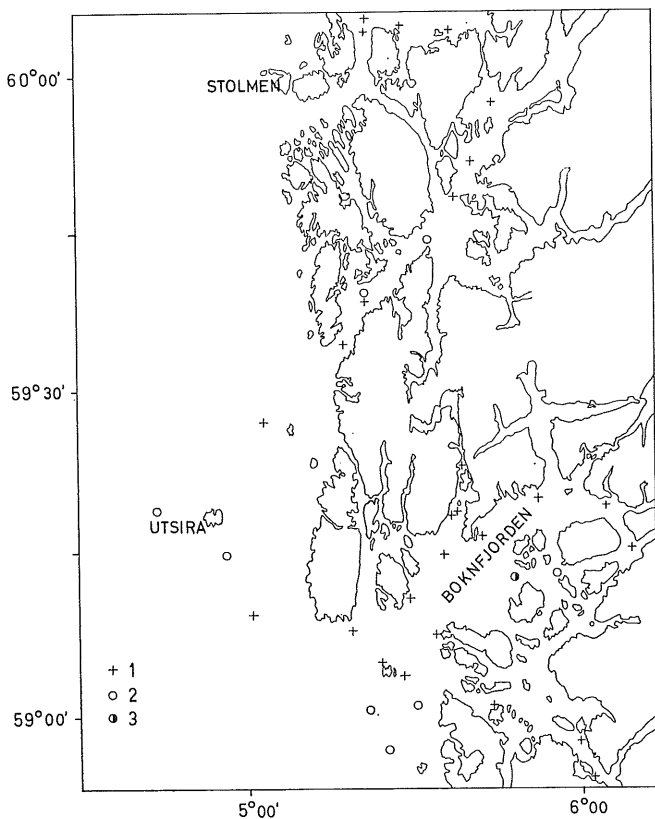 60°00'
STOLMEN
59°30'
UTSIRA
BOKNFJORDEN
+ 1
○ 2
◑ 3
59°00'
5°00'
6°00'